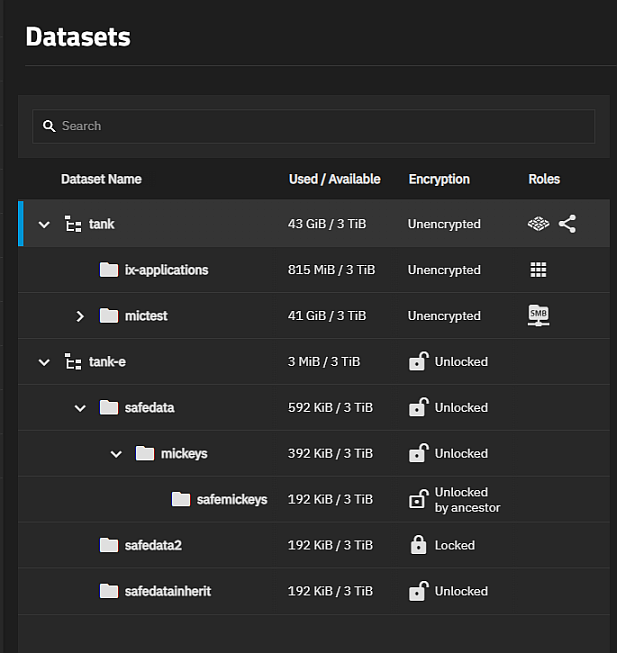 Datasets
Search
Dataset Name Used / Available Encryption Roles
tank 43 GiB / 3 TiB Unencrypted
ix-applications 815 MiB / 3 TiB Unencrypted
mictest 41 GiB / 3 TiB Unencrypted SMB
tank-e 3 MiB / 3 TiB Unlocked
safedata 592 KiB / 3 TiB Unlocked
mickeys 392 KiB / 3 TiB Unlocked
safemickeys 192 KiB / 3 TiB Unlocked
by ancestor
safedata2 192 KiB / 3 TiB Locked
safedatainherit 192 KiB / 3 TiB Unlocked